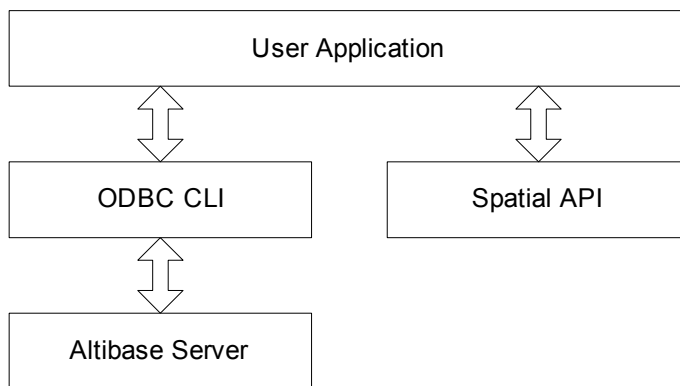 User Application
ODBC CLI
Spatial API
Altibase Server